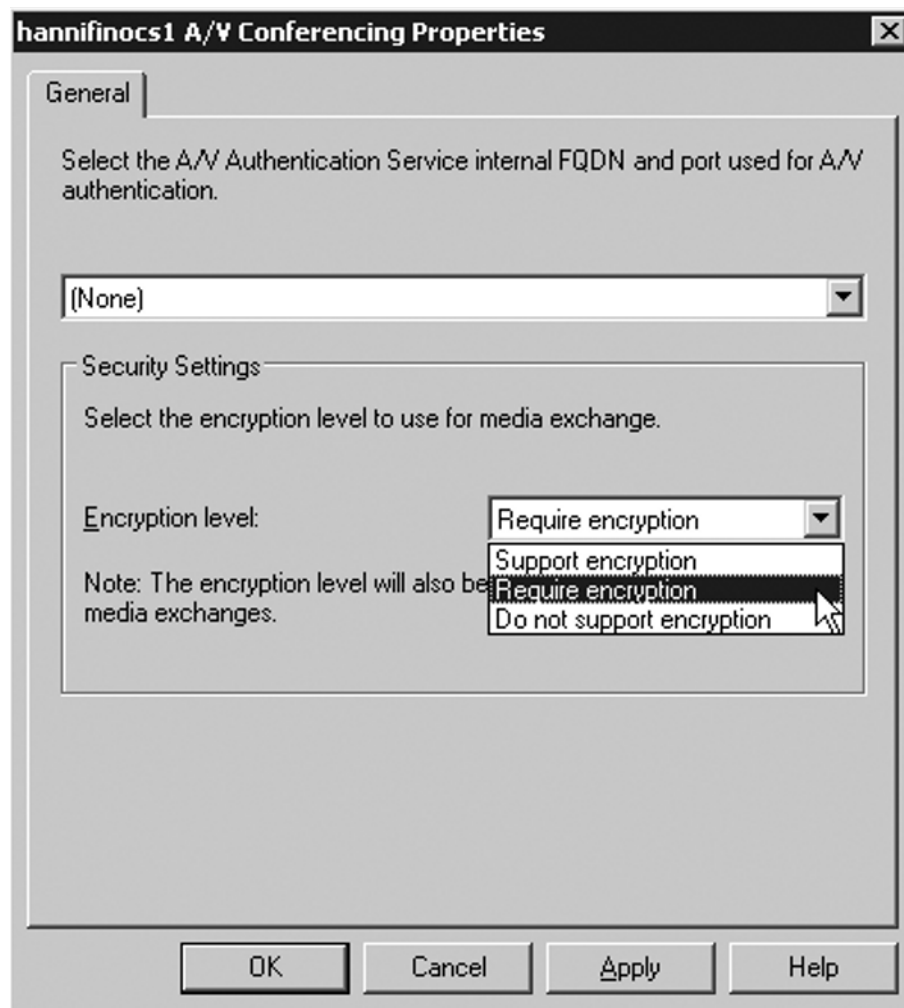 hannifinocs1 A/V Conferencing Properties
General
Select the A/V Authentication Service internal FQDN and port used for A/V
authentication.
(None)
Security Settings
Select the encryption level to use for media exchange.
Encryption level:
Require encryption
Support encryption
Require encryption
Do not support encryption
Note: The encryption level will also be
media exchanges.
OK
Cancel
Apply
Help